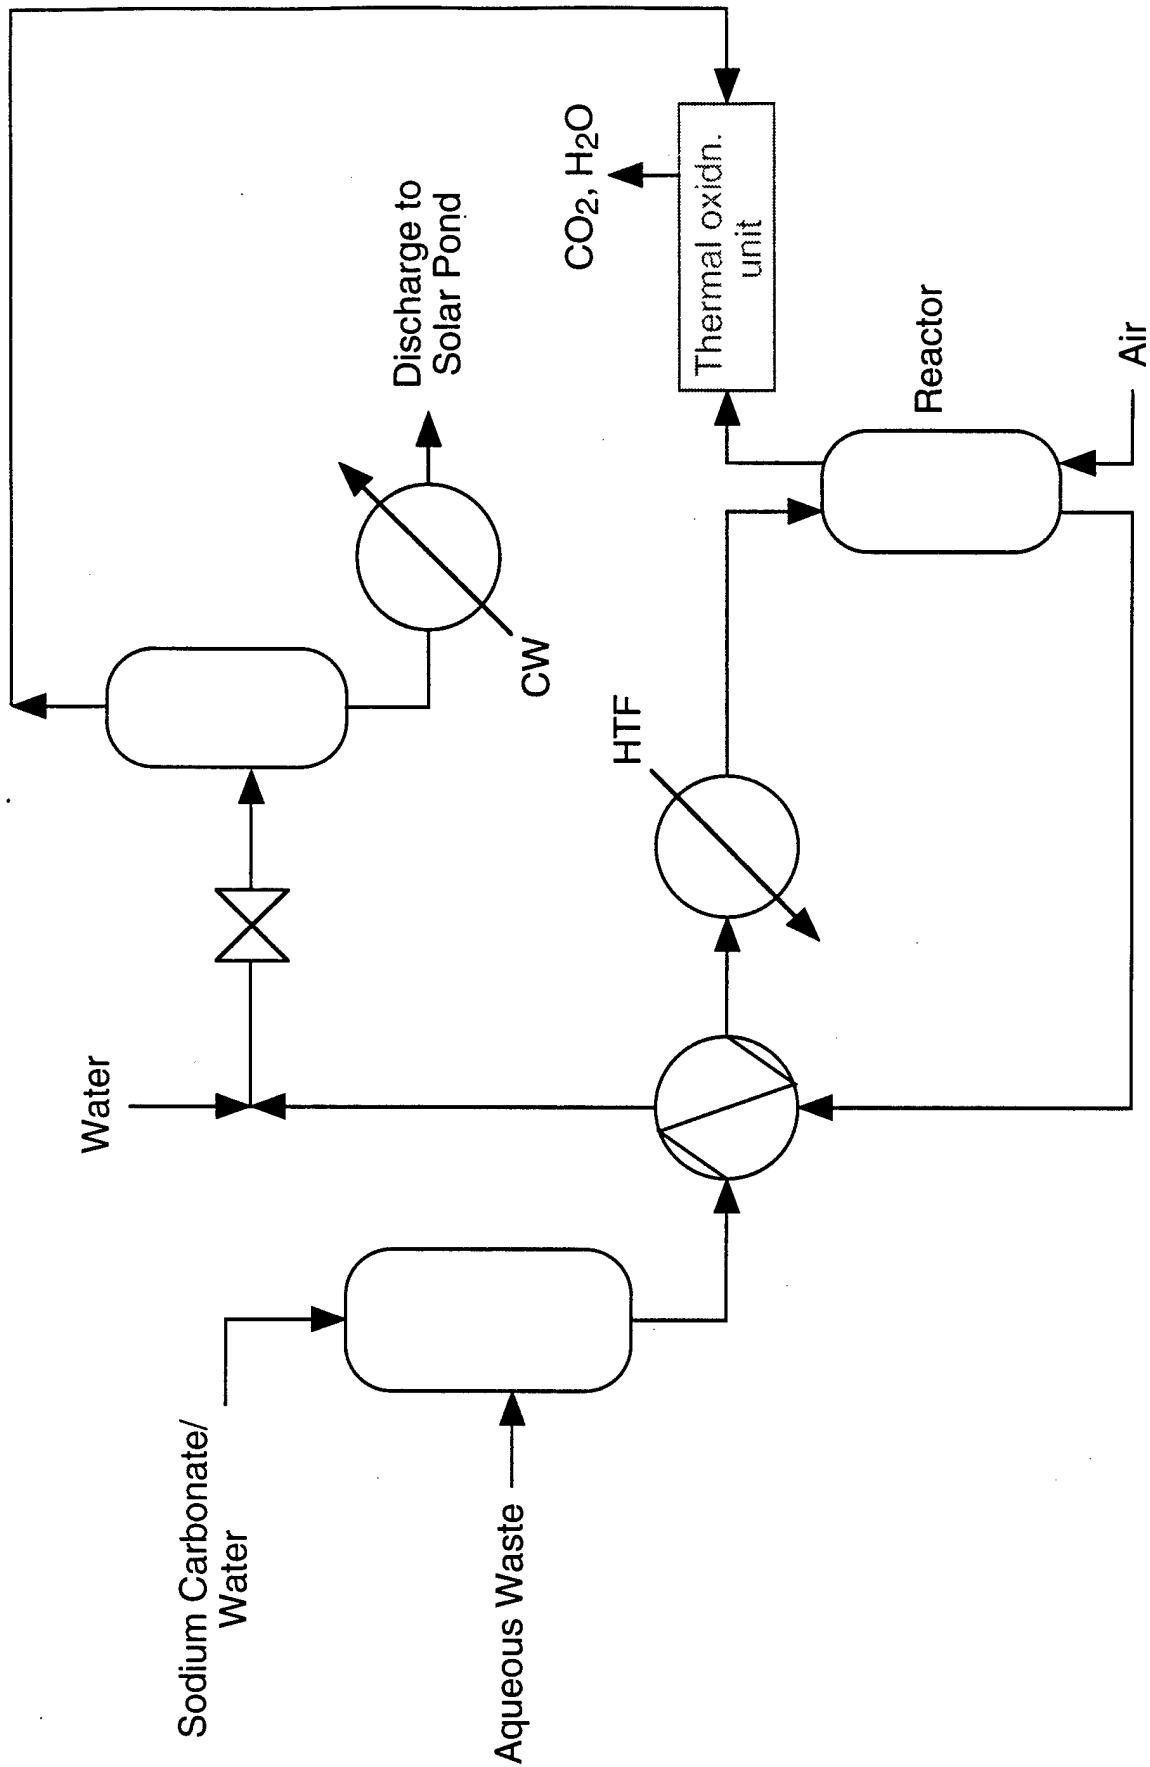 Sodium Carbonate/
Water
Aqueous Waste
Water
HTF
CW
Discharge to
Solar Pond
CO2, H2O
Thermal oxidn.
unit
Reactor
Air